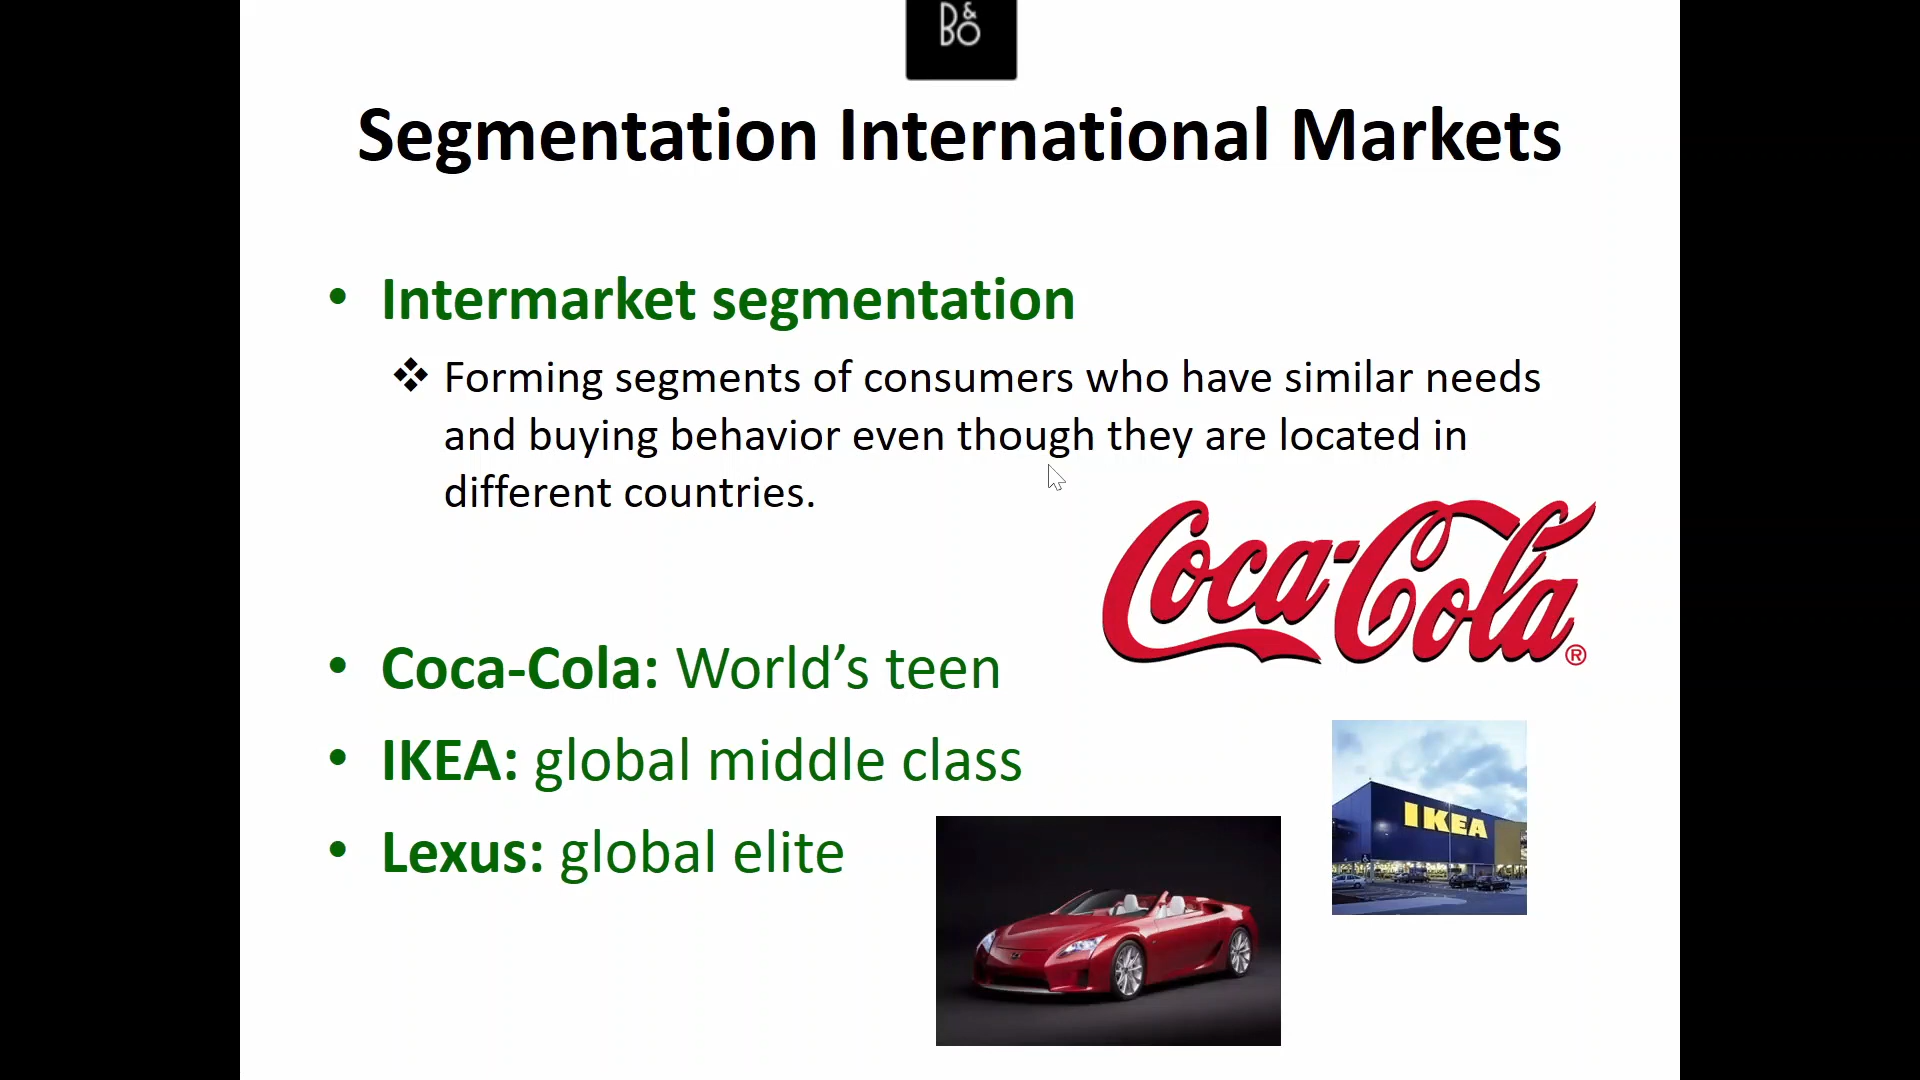 B&O
Segmentation International Markets
• Intermarket segmentation
❖ Forming segments of consumers who have similar needs
and buying behavior even though they are located in
different countries.
Coca-Cola®
• Coca-Cola: World’s teen
• IKEA: global middle class
IKEA
• Lexus: global elite